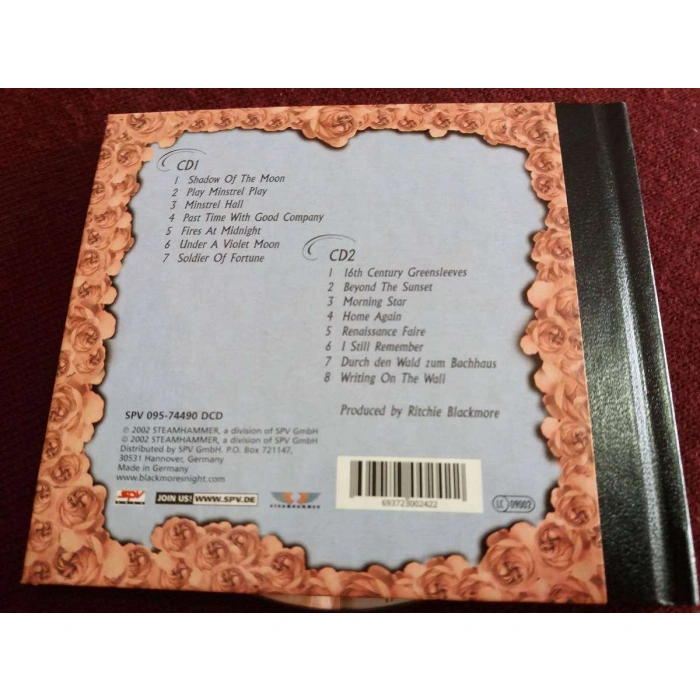 CD1
1 Shadow Of The Moon
2 Play Minstrel Play
3 Minstrel Hall
4 Past Time With Good Company
5 Fires At Midnight
6 Under A Violet Moon
7 Soldier Of Fortune
CD2
1 16th Century Greensleeves
2 Beyond The Sunset
3 Morning Star
4 Home Again
5 Renaissance Faire
6 I Still Remember
7 Durch den Wald zum Bachhaus
8 Writing On The Wall
Produced by Ritchie Blackmore
SPV 095-74490 DCD
℗ 2002 STEAMHAMMER, a division of SPV GmbH
© 2002 STEAMHAMMER, a division of SPV GmbH
Distributed by SPV GmbH. P.O. Box 721147,
30531 Hannover, Germany
Made in Germany
www.blackmoresnight.com
SPV
JOIN US! WWW.SPV.DE
STEAMHAMMER
693723002422
LC 09002